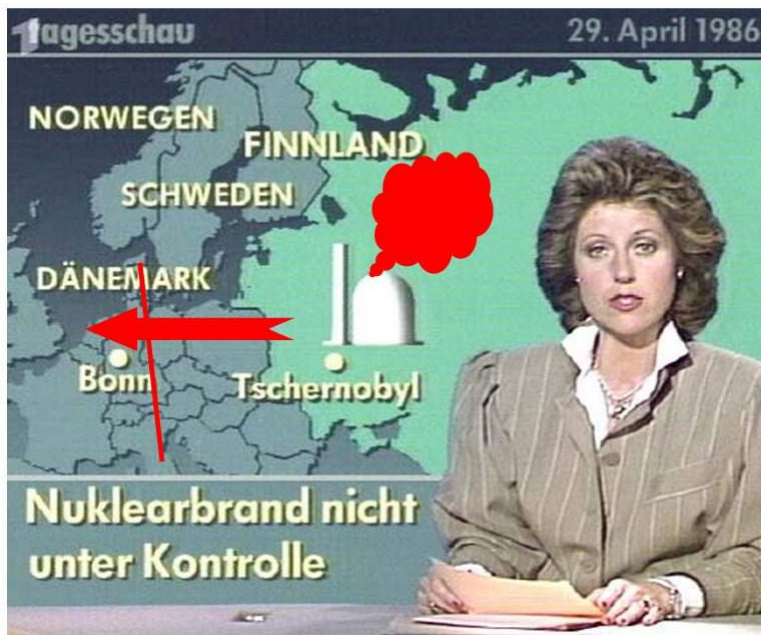 tagesschau
29. April 1986
NORWEGEN
FINNLAND
SCHWEDEN
DÄNEMARK
Bonn
Tschernobyl
Nuklearbrand nicht
unter Kontrolle